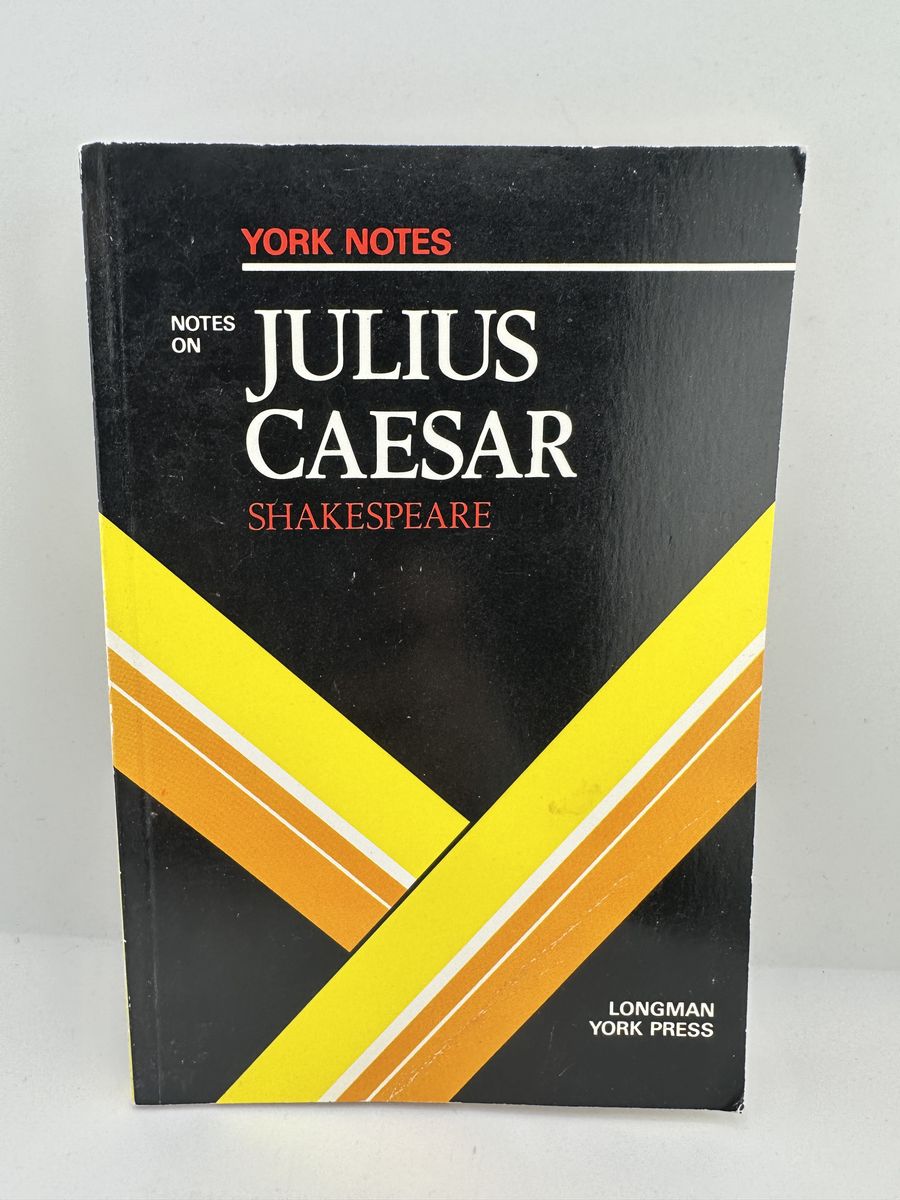 YORK NOTES
NOTES
ON
JULIUS
CAESAR
SHAKESPEARE
LONGMAN
YORK PRESS